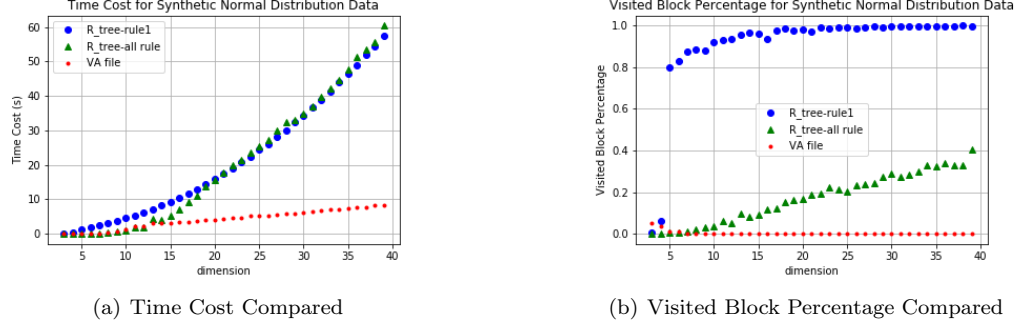 Time Cost for Synthetic Normal Distribution Data
R_tree-rule1
R_tree-all rule
VA file
Time Cost (s)
60
50
40
30
20
10
0
5 10 15 20 25 30 35 40
dimension
(a) Time Cost Compared
Visited Block Percentage for Synthetic Normal Distribution Data
R_tree-rule1
R_tree-all rule
VA file
Visited Block Percentage
1.0
0.8
0.6
0.4
0.2
0.0
5 10 15 20 25 30 35 40
dimension
(b) Visited Block Percentage Compared